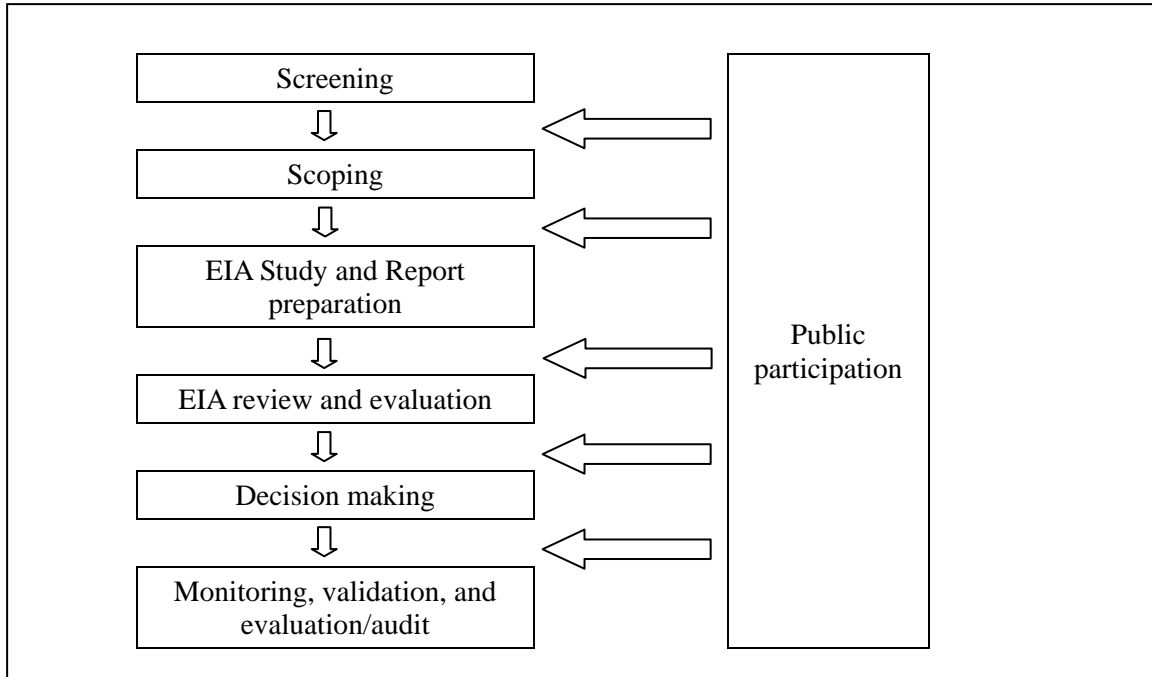 Screening
Scoping
EIA Study and Report
preparation
EIA review and evaluation
Decision making
Monitoring, validation, and
evaluation/audit
Public
participation